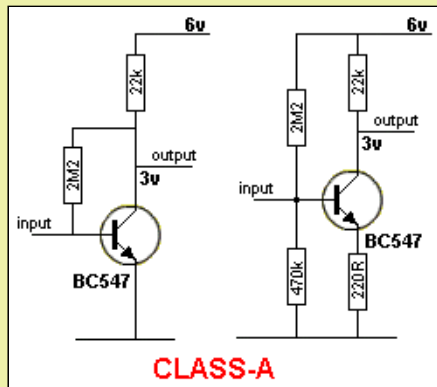 6v
22k
2M2
output
3v
input
BC547
6v
2M2
22k
output
3v
input
BC547
470k
220R
CLASS-A